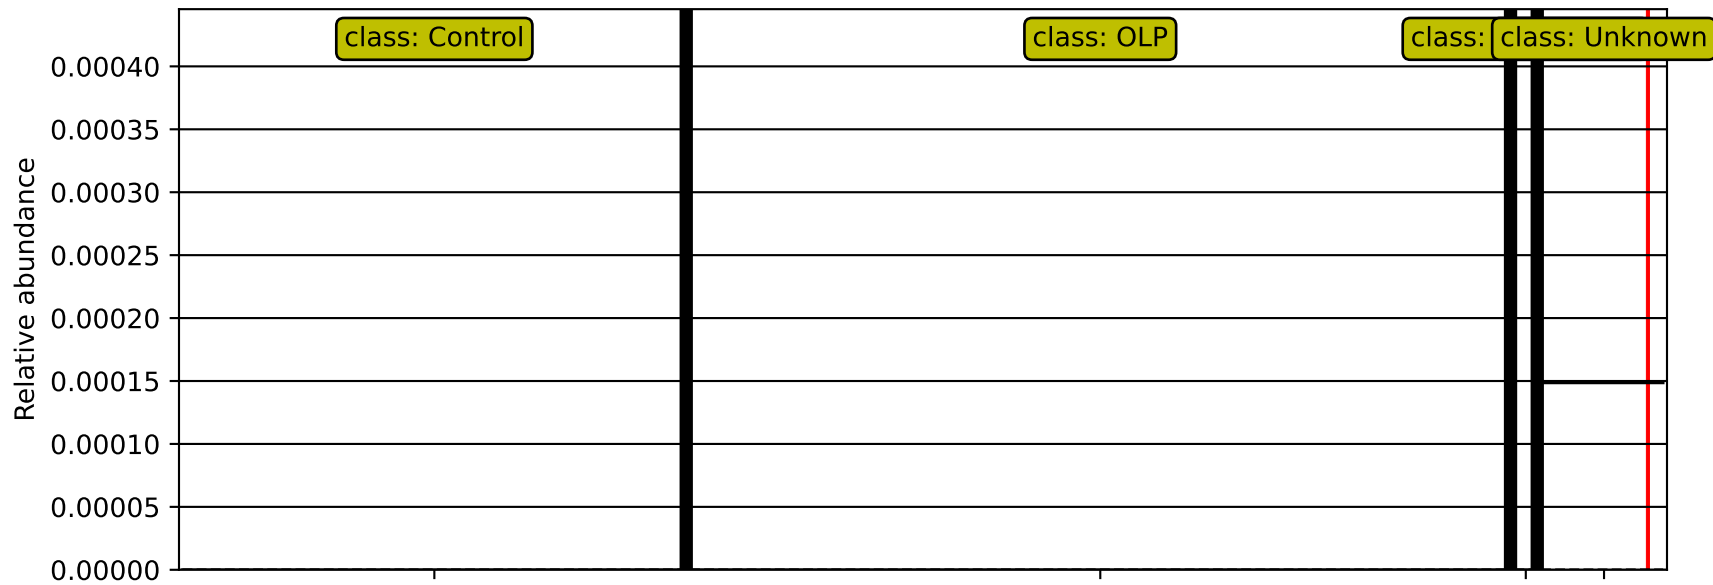 class: Control
class: OLP
class:
class: Unknown
0.00040
0.00035
0.00030
0.00025
0.00020
0.00015
0.00010
0.00005
0.00000
Relative abundance